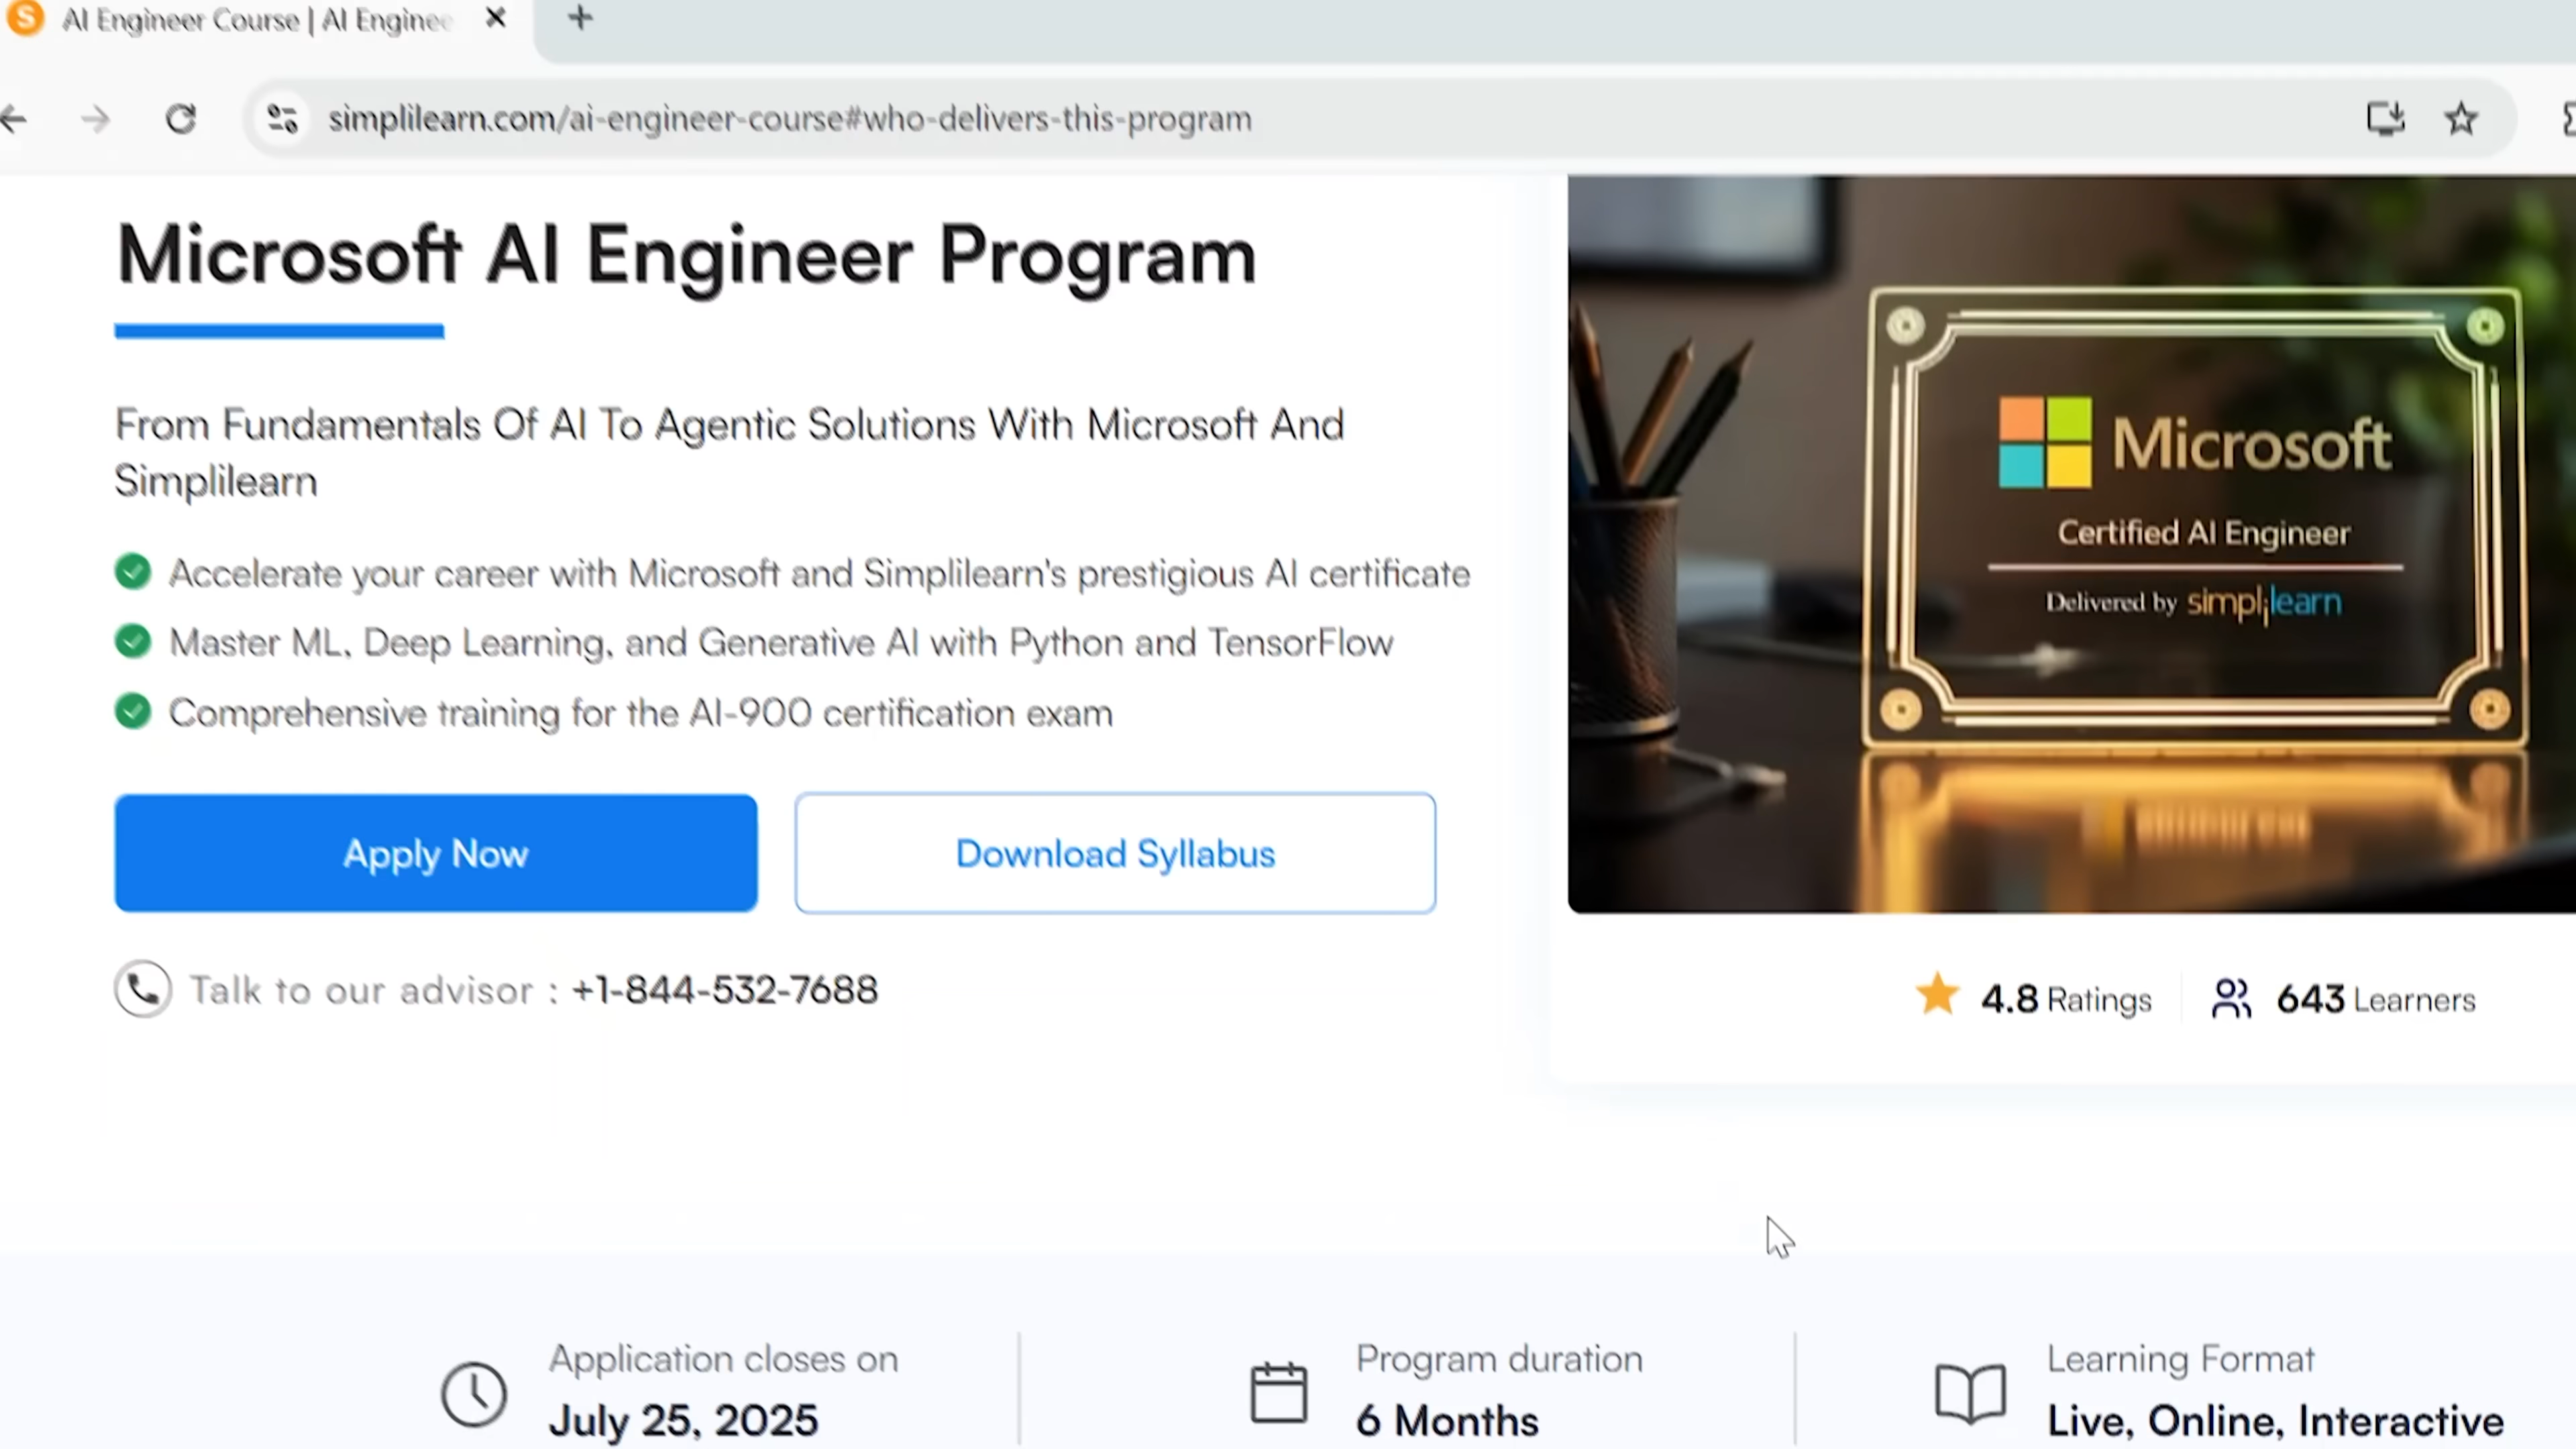 AI Engineer Course | AI Enginee
simplilearn.com/ai-engineer-course#who-delivers-this-program
Microsoft AI Engineer Program
From Fundamentals Of AI To Agentic Solutions With Microsoft And
Simplilearn
Accelerate your career with Microsoft and Simplilearn's prestigious AI certificate
Master ML, Deep Learning, and Generative AI with Python and TensorFlow
Comprehensive training for the AI-900 certification exam
Apply Now
Download Syllabus
Talk to our advisor : +1-844-532-7688
Microsoft
Certified AI Engineer
Delivered by simplilearn
4.8 Ratings
643 Learners
Application closes on
July 25, 2025
Program duration
6 Months
Learning Format
Live, Online, Interactive